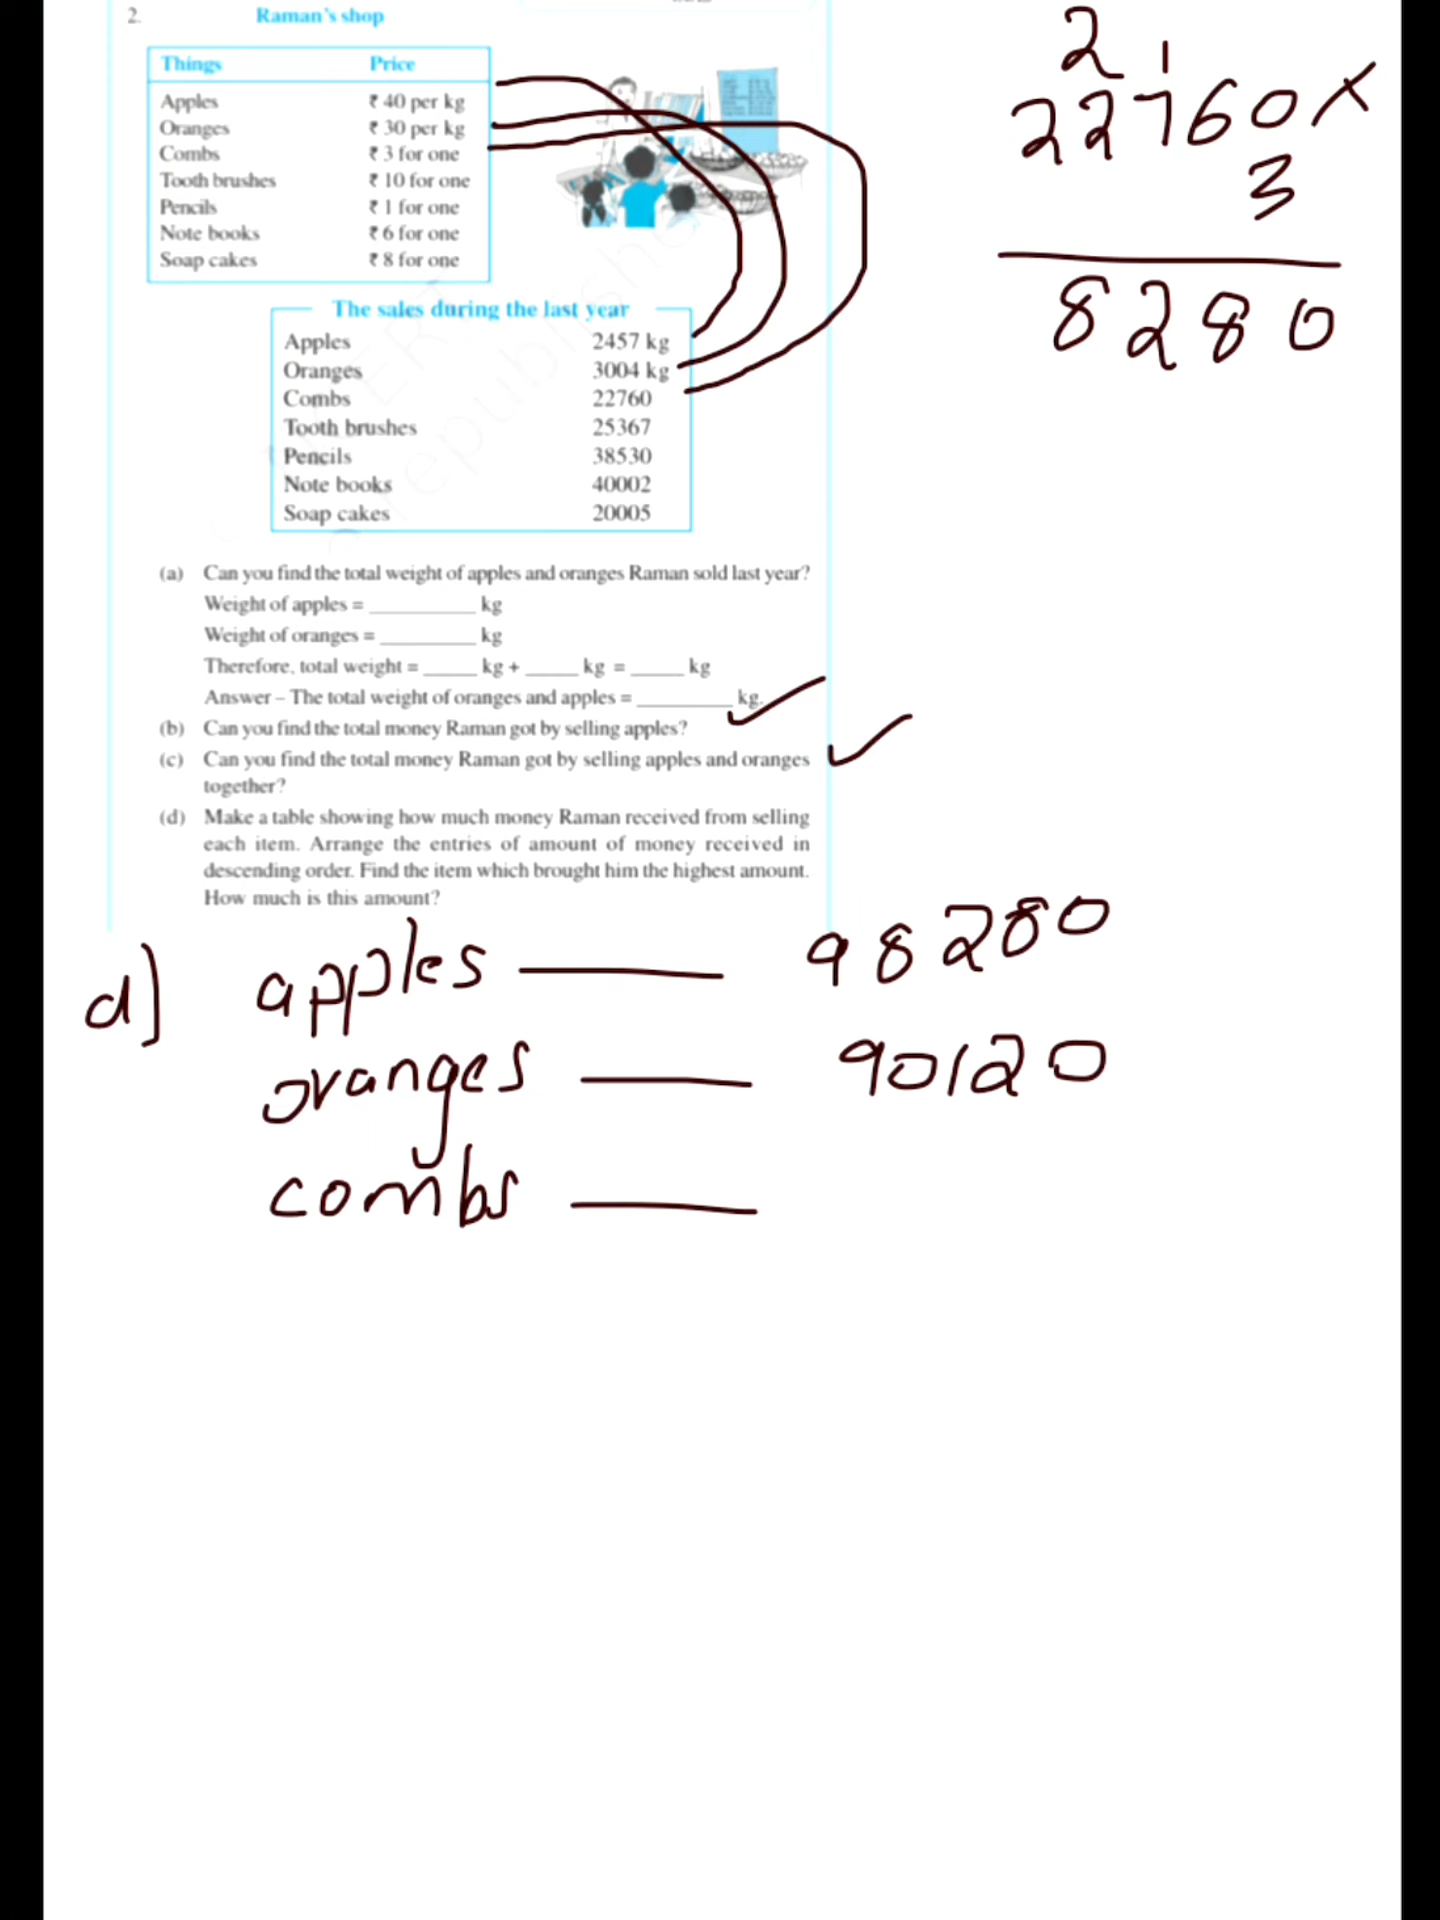 2. Raman's shop
Things Price
Apples ₹ 40 per kg
Oranges ₹ 30 per kg
Combs ₹ 3 for one
Tooth brushes ₹ 10 for one
Pencils ₹ 1 for one
Note books ₹ 6 for one
Soap cakes ₹ 8 for one
2 1
22760 ×
3
8280
The sales during the last year
Apples 2457 kg
Oranges 3004 kg
Combs 22760
Tooth brushes 25367
Pencils 38530
Note books 40002
Soap cakes 20005
(a) Can you find the total weight of apples and oranges Raman sold last year?
Weight of apples = __________ kg
Weight of oranges = _________ kg
Therefore, total weight = _____ kg + _____ kg = _____ kg
Answer – The total weight of oranges and apples = _________ kg.
(b) Can you find the total money Raman got by selling apples?
(c) Can you find the total money Raman got by selling apples and oranges
together?
(d) Make a table showing how much money Raman received from selling
each item. Arrange the entries of amount of money received in
descending order. Find the item which brought him the highest amount.
How much is this amount?
d) apples — 98280
oranges — 90120
combs —